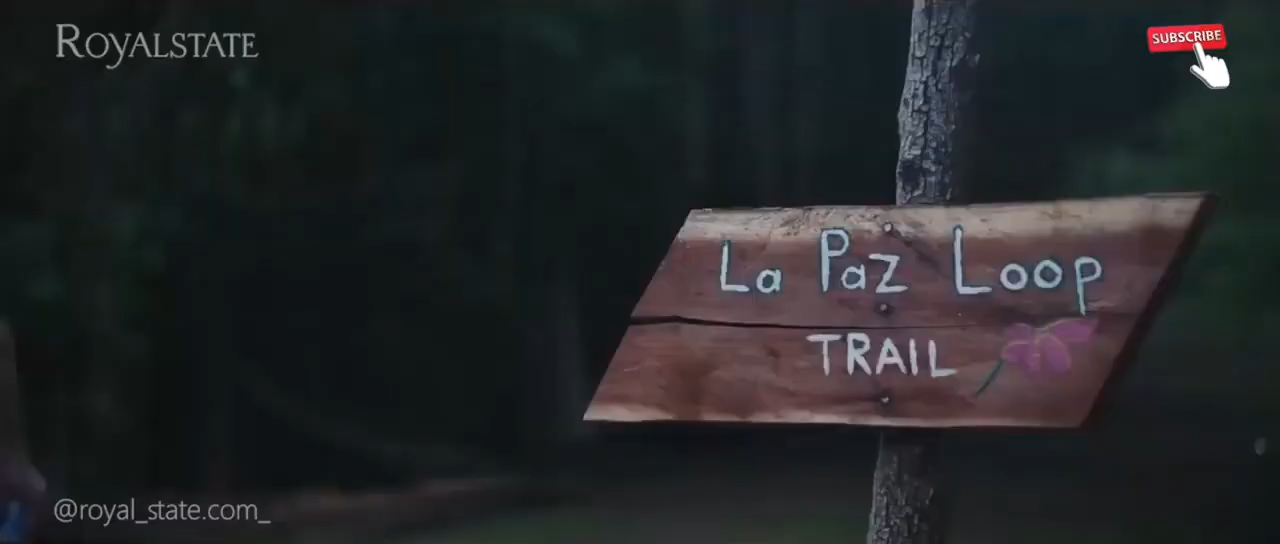 ROYALSTATE
SUBSCRIBE
La Paz Loop
TRAIL
@royal_state.com_